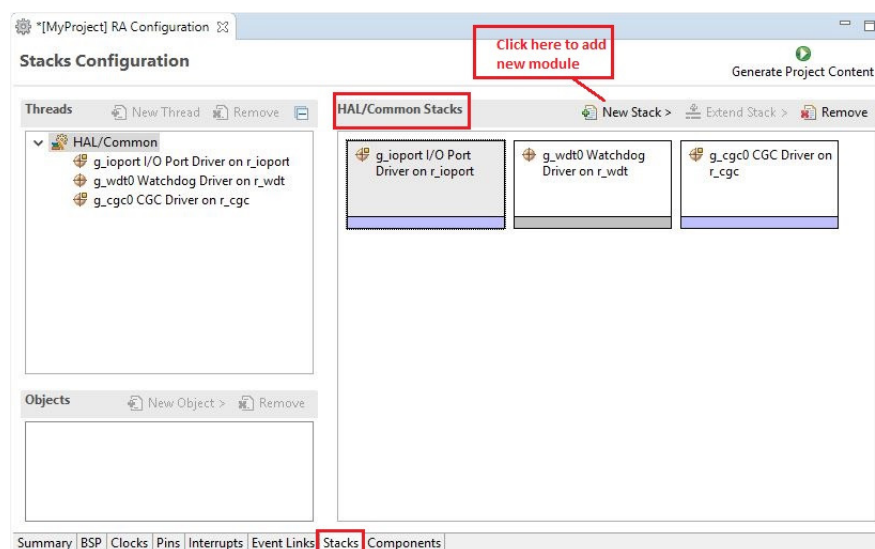 *[MyProject] RA Configuration
Stacks Configuration
Click here to add
new module
Generate Project Content
Threads
New Thread
Remove
HAL/Common Stacks
New Stack >
Extend Stack >
Remove
HAL/Common
g_ioport I/O Port Driver on r_ioport
g_wdt0 Watchdog Driver on r_wdt
g_cgc0 CGC Driver on r_cgc
g_ioport I/O Port
Driver on r_ioport
g_wdt0 Watchdog
Driver on r_wdt
g_cgc0 CGC Driver on
r_cgc
Objects
New Object >
Remove
Summary
BSP
Clocks
Pins
Interrupts
Event Links
Stacks
Components